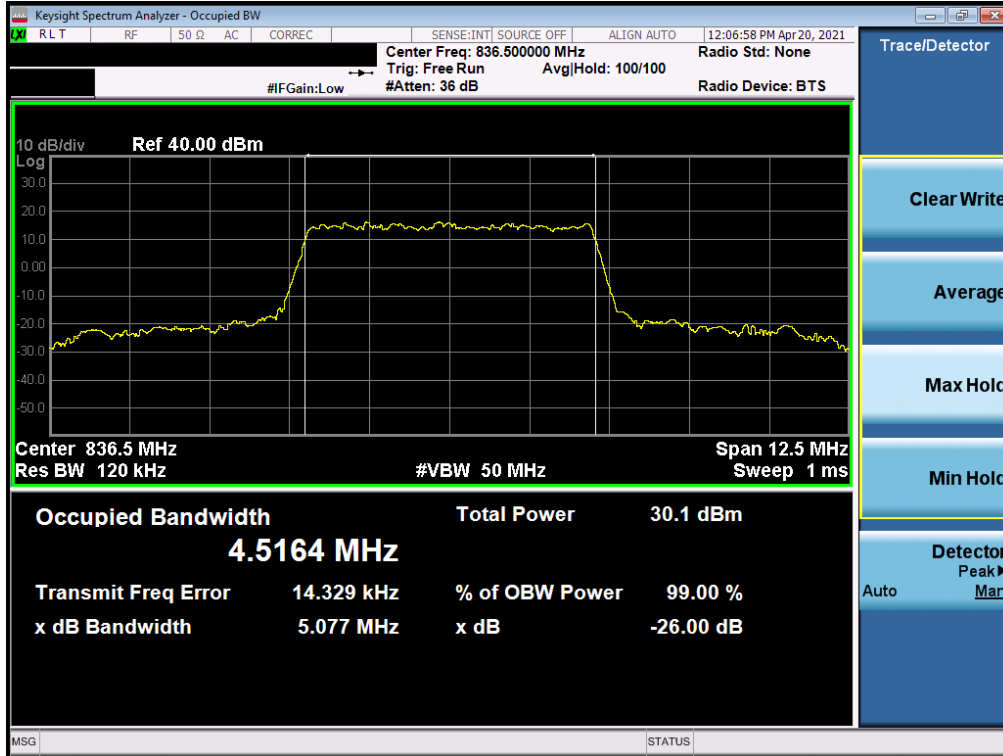 Keysight Spectrum Analyzer - Occupied BW
LXI RLT RF 50 Ω AC CORREC SENSE:INT SOURCE OFF ALIGN AUTO 12:06:58 PM Apr 20, 2021
Center Freq: 836.500000 MHz Radio Std: None
Trig: Free Run Avg|Hold: 100/100
#IFGain:Low #Atten: 36 dB Radio Device: BTS
Trace/Detector
10 dB/div Ref 40.00 dBm
Log
30.0
20.0
10.0
0.00
-10.0
-20.0
-30.0
-40.0
-50.0
Center 836.5 MHz Span 12.5 MHz
Res BW 120 kHz #VBW 50 MHz Sweep 1 ms
Occupied Bandwidth Total Power 30.1 dBm
4.5164 MHz
Transmit Freq Error 14.329 kHz % of OBW Power 99.00 %
x dB Bandwidth 5.077 MHz x dB -26.00 dB
Clear Write
Average
Max Hold
Min Hold
Detector
Peak
Auto Man
MSG STATUS